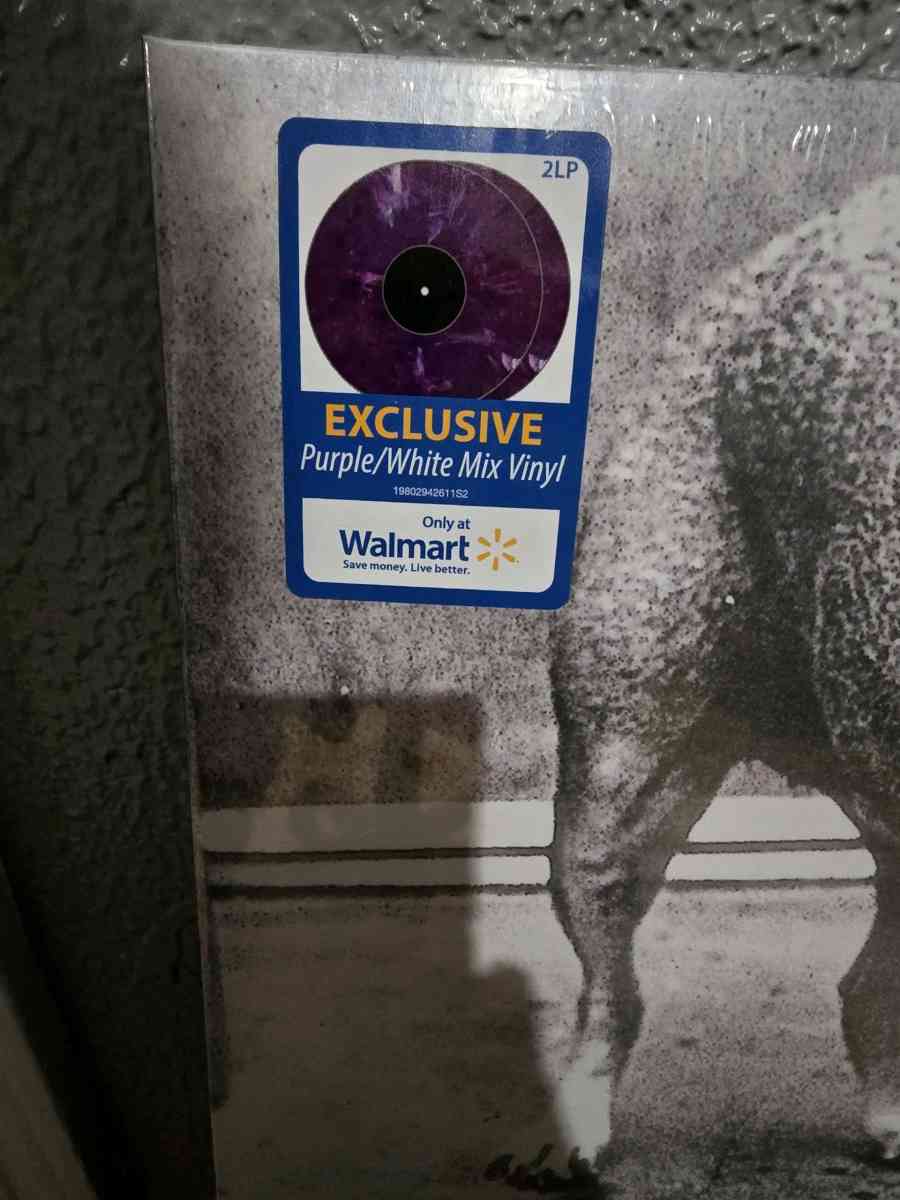 2LP
EXCLUSIVE
Purple/White Mix Vinyl
19802942611S2
Only at
Walmart
Save money. Live better.